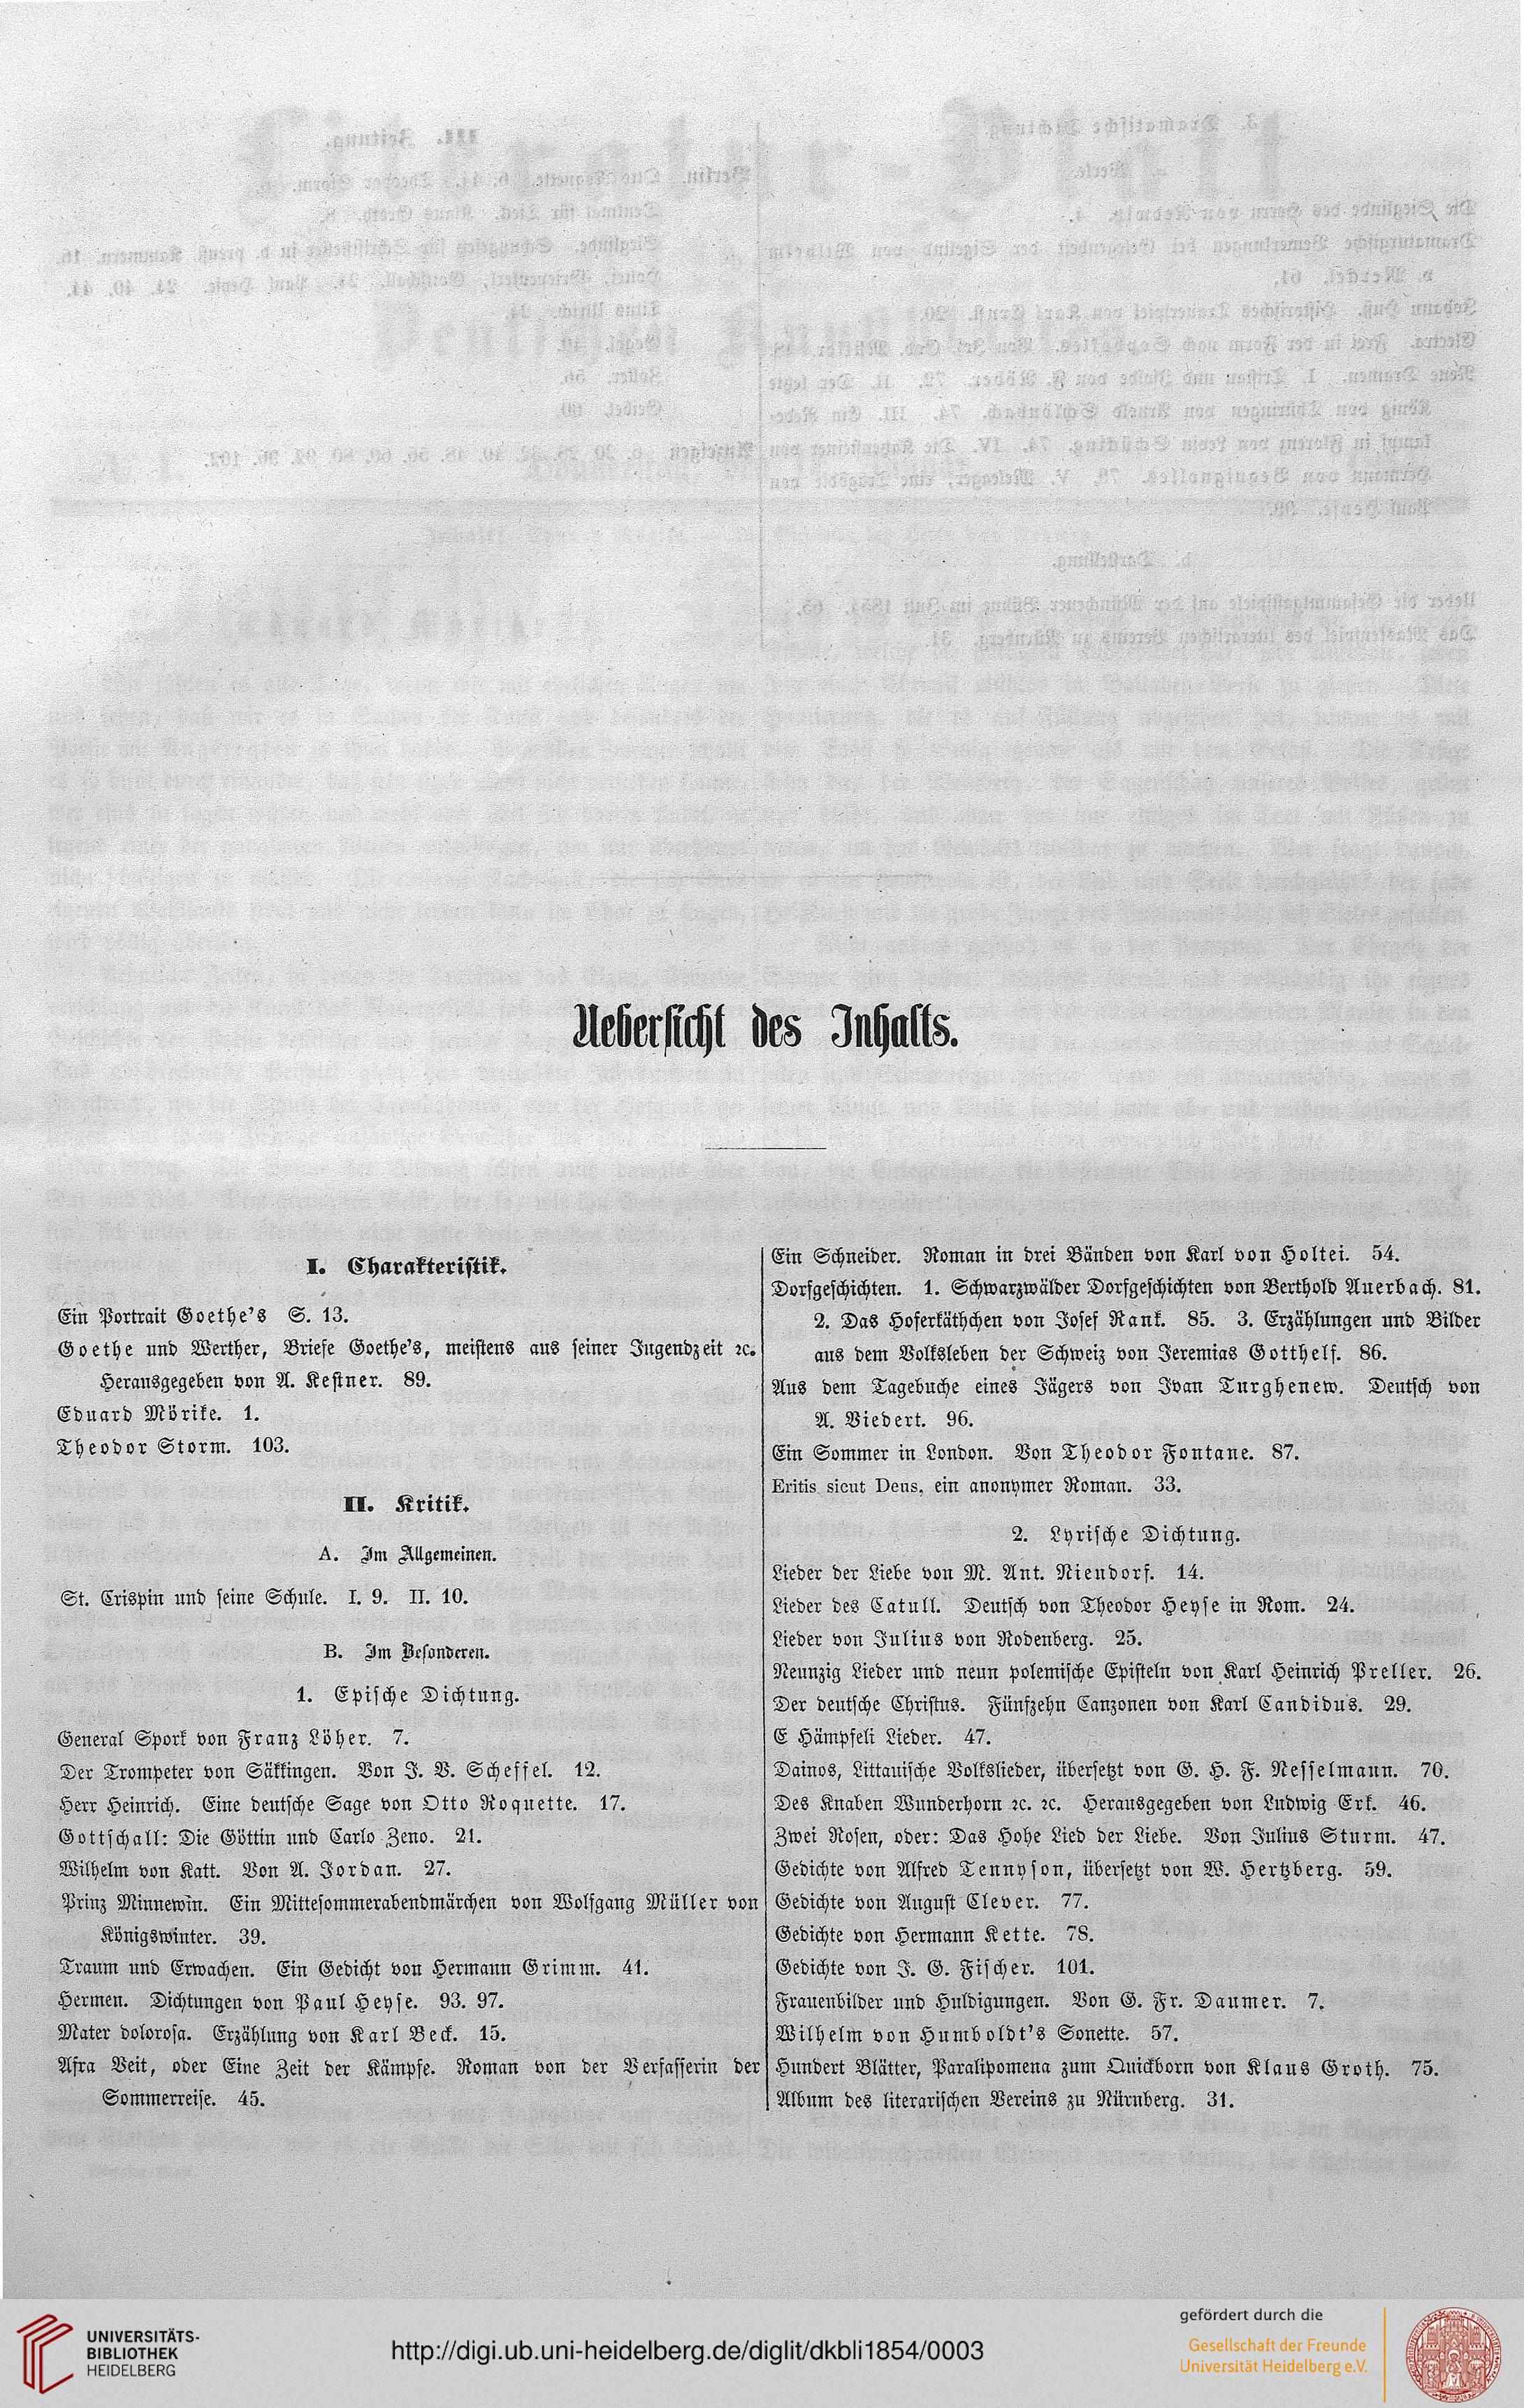 Uebersicht des Inhalts.
I. Charakteristik.
Ein Portrait Goethe's S. 13.
Goethe und Werther, Briefe Goethe's, meistens aus seiner Jugendzeit ꝛc.
Herausgegeben von A. Kestner. 89.
Eduard Mörike. 1.
Theodor Storm. 103.
II. Kritik.
A. Im Allgemeinen.
St. Crispin und seine Schule. I. 9. II. 10.
B. Im Besonderen.
1. Epische Dichtung.
General Spork von Franz Löher. 7.
Der Trompeter von Säkkingen. Von J. V. Scheffel. 12.
Herr Heinrich. Eine deutsche Sage von Otto Roquette. 17.
Gottschall: Die Göttin und Carlo Zeno. 21.
Wilhelm von Katt. Von A. Jordan. 27.
Prinz Minnewin. Ein Mittesommerabendmärchen von Wolfgang Müller von
Königswinter. 39.
Traum und Erwachen. Ein Gedicht von Hermann Grimm. 41.
Hermen. Dichtungen von Paul Heyse. 93. 97.
Mater dolorosa. Erzählung von Karl Beck. 15.
Afra Veit, oder Eine Zeit der Kämpfe. Roman von der Verfasserin der
Sommerreise. 45.
Ein Schneider. Roman in drei Bänden von Karl von Holtei. 54.
Dorfgeschichten. 1. Schwarzwälder Dorfgeschichten von Berthold Auerbach. 81.
2. Das Hoferkäthchen von Josef Rank. 85. 3. Erzählungen und Bilder
aus dem Volksleben der Schweiz von Jeremias Gotthelf. 86.
Aus dem Tagebuche eines Jägers von Ivan Turghenew. Deutsch von
A. Viedert. 96.
Ein Sommer in London. Von Theodor Fontane. 87.
Eritis sicut Deus, ein anonymer Roman. 33.
2. Lyrische Dichtung.
Lieder der Liebe von M. Ant. Niendorf. 14.
Lieder des Catull. Deutsch von Theodor Heyse in Rom. 24.
Lieder von Julius von Rodenberg. 25.
Neunzig Lieder und neun polemische Episteln von Karl Heinrich Preller. 26.
Der deutsche Christus. Fünfzehn Canzonen von Karl Candidus. 29.
E Hämpfeli Lieder. 47.
Dainos, Littauische Volkslieder, übersetzt von G. H. F. Nesselmann. 70.
Des Knaben Wunderhorn ꝛc. ꝛc. Herausgegeben von Ludwig Erk. 46.
Zwei Rosen, oder: Das Hohe Lied der Liebe. Von Julius Sturm. 47.
Gedichte von Alfred Tennyson, übersetzt von W. Hertzberg. 59.
Gedichte von August Clever. 77.
Gedichte von Hermann Kette. 78.
Gedichte von J. G. Fischer. 101.
Frauenbilder und Huldigungen. Von G. Fr. Daumer. 7.
Wilhelm von Humboldt's Sonette. 57.
Hundert Blätter, Paralipomena zum Quickborn von Klaus Groth. 75.
Album des literarischen Vereins zu Nürnberg. 31.
UNIVERSITÄTS-
BIBLIOTHEK
HEIDELBERG
http://digi.ub.uni-heidelberg.de/diglit/dkbli1854/0003
gefördert durch die
Gesellschaft der Freunde
Universität Heidelberg e.V.